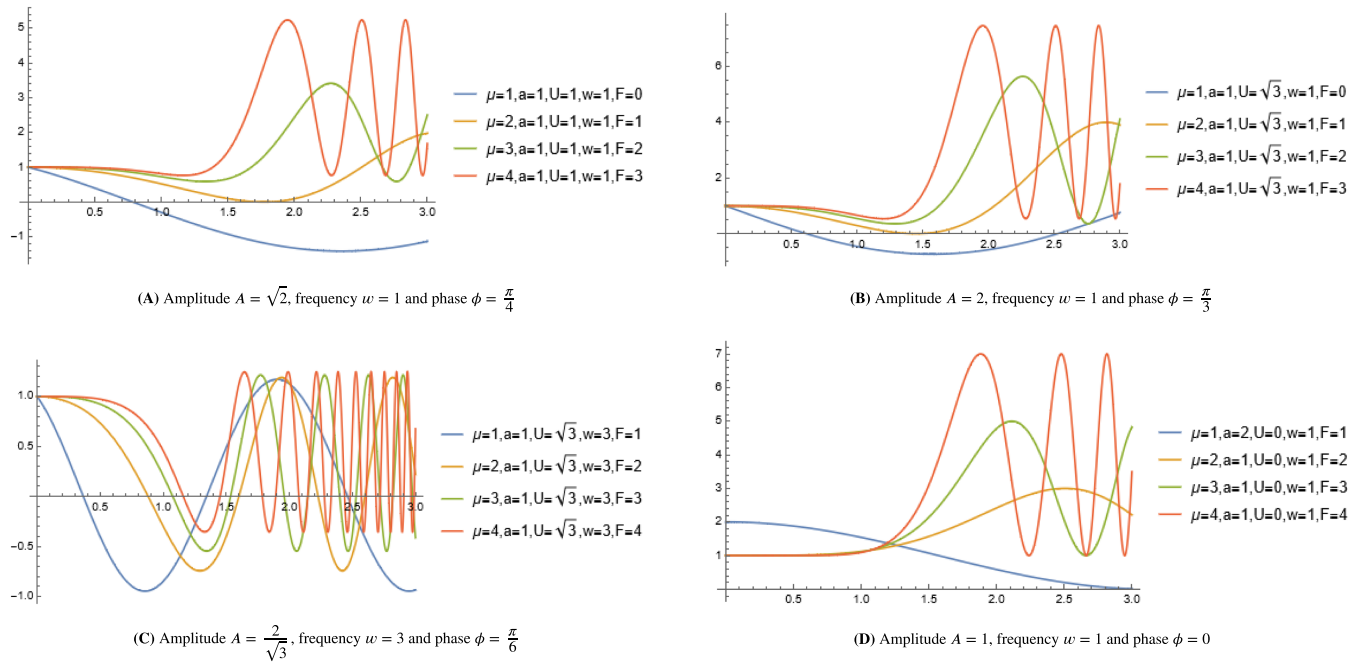 5
4
3
2
1
−1
0.5
1.0
1.5
2.0
2.5
3.0
μ=1,a=1,U=1,w=1,F=0
μ=2,a=1,U=1,w=1,F=1
μ=3,a=1,U=1,w=1,F=2
μ=4,a=1,U=1,w=1,F=3
(A) Amplitude A = √2, frequency w = 1 and phase ϕ = π/4
6
4
2
0.5
1.0
1.5
2.0
2.5
3.0
μ=1,a=1,U=√3,w=1,F=0
μ=2,a=1,U=√3,w=1,F=1
μ=3,a=1,U=√3,w=1,F=2
μ=4,a=1,U=√3,w=1,F=3
(B) Amplitude A = 2, frequency w = 1 and phase ϕ = π/3
1.0
0.5
−0.5
−1.0
0.5
1.0
1.5
2.0
2.5
3.0
μ=1,a=1,U=√3,w=3,F=1
μ=2,a=1,U=√3,w=3,F=2
μ=3,a=1,U=√3,w=3,F=3
μ=4,a=1,U=√3,w=3,F=4
(C) Amplitude A = 2/√3, frequency w = 3 and phase ϕ = π/6
7
6
5
4
3
2
1
0.5
1.0
1.5
2.0
2.5
3.0
μ=1,a=2,U=0,w=1,F=1
μ=2,a=1,U=0,w=1,F=2
μ=3,a=1,U=0,w=1,F=3
μ=4,a=1,U=0,w=1,F=4
(D) Amplitude A = 1, frequency w = 1 and phase ϕ = 0